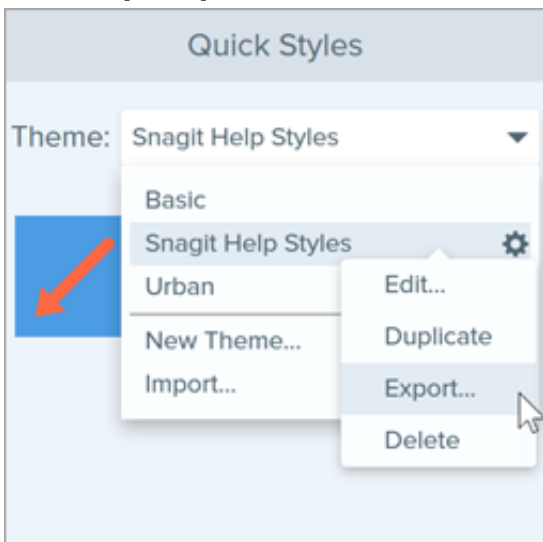 Quick Styles
Theme: Snagit Help Styles
Basic
Snagit Help Styles
Urban
New Theme...
Import...
Edit...
Duplicate
Export...
Delete